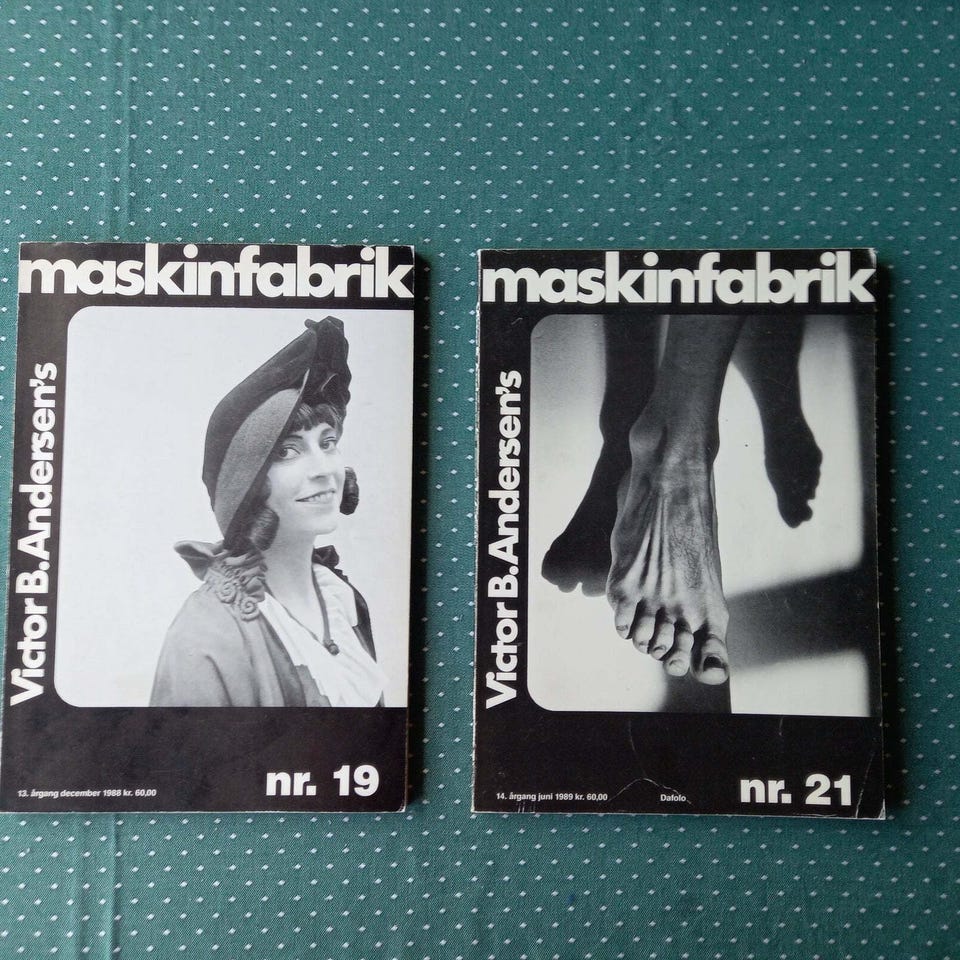 maskinfabrik
Victor B. Andersen's
nr. 19
13. årgang december 1988 kr. 60,00
maskinfabrik
Victor B. Andersen's
nr. 21
14. årgang juni 1989 kr. 60,00
Dafolo